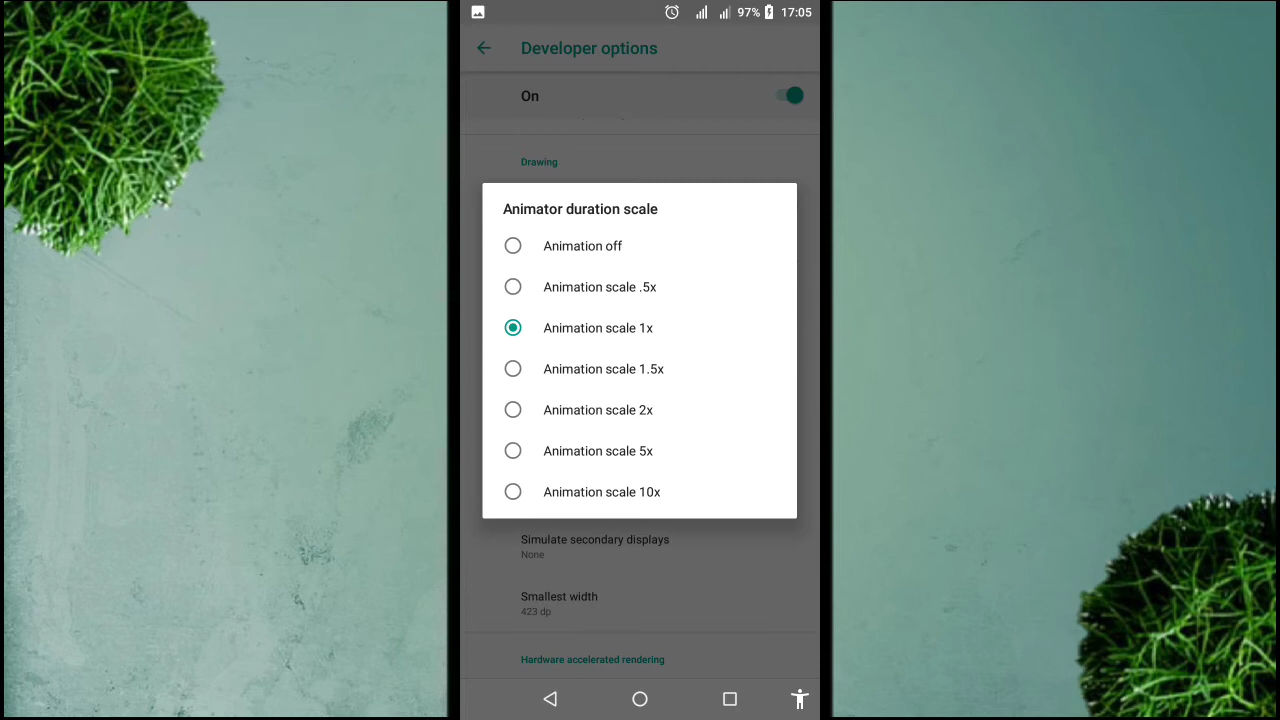 97% 17:05
Developer options
On
Drawing
Animator duration scale
Animation off
Animation scale .5x
Animation scale 1x
Animation scale 1.5x
Animation scale 2x
Animation scale 5x
Animation scale 10x
Simulate secondary displays
None
Smallest width
423 dp
Hardware accelerated rendering